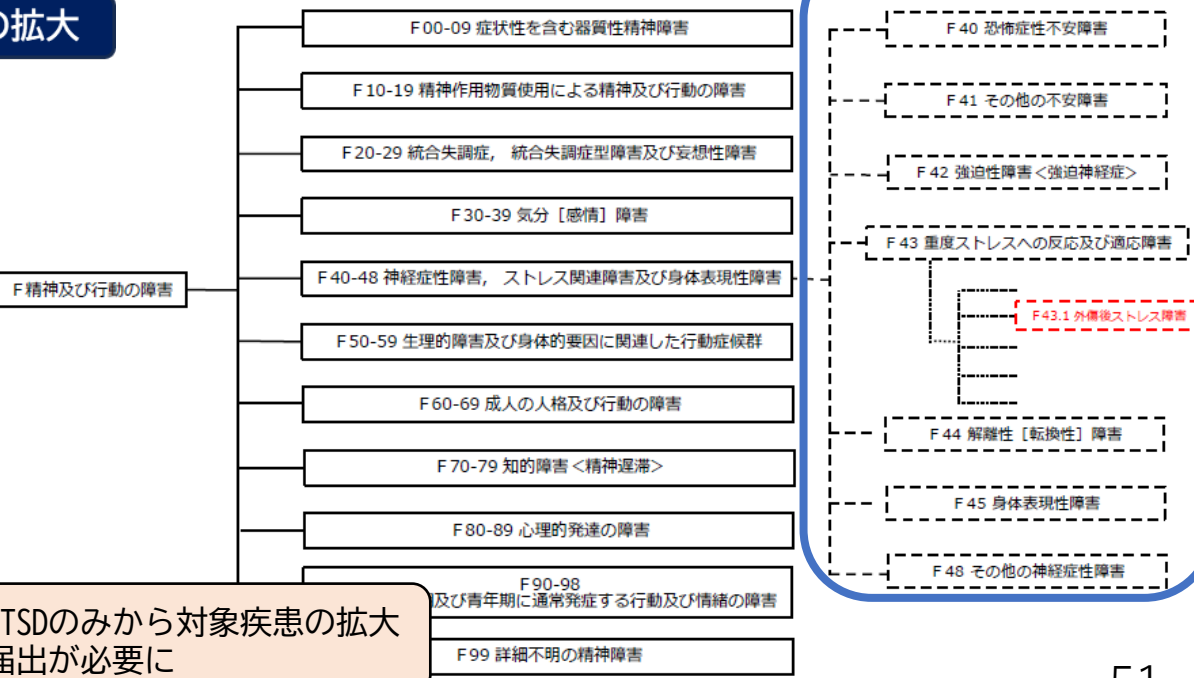 の拡大
F00-09 症状性を含む器質性精神障害
F10-19 精神作用物質使用による精神及び行動の障害
F20-29 統合失調症， 統合失調症型障害及び妄想性障害
F30-39 気分［感情］障害
F精神及び行動の障害
F40-48 神経症性障害， ストレス関連障害及び身体表現性障害
F50-59 生理的障害及び身体的要因に関連した行動症候群
F60-69 成人の人格及び行動の障害
F70-79 知的障害<精神遅滞>
F80-89 心理的発達の障害
F90-98
及び青年期に通常発症する行動及び情緒の障害
F99 詳細不明の精神障害
F40 恐怖症性不安障害
F41 その他の不安障害
F42 強迫性障害<強迫神経症>
F43 重度ストレスへの反応及び適応障害
F43.1 外傷後ストレス障害
F44 解離性［転換性］障害
F45 身体表現性障害
F48 その他の神経症性障害
TSDのみから対象疾患の拡大
届出が必要に
51